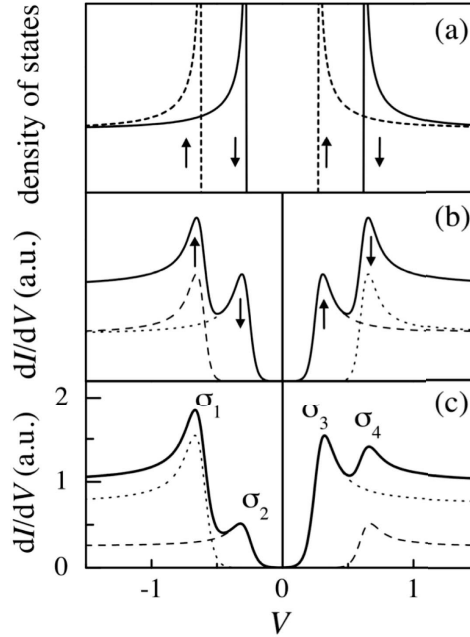 (a)
density of states
(b)
dI/dV (a.u.)
(c)
dI/dV (a.u.)
2
1
0
σ1
σ2
σ3
σ4
-1
0
1
V